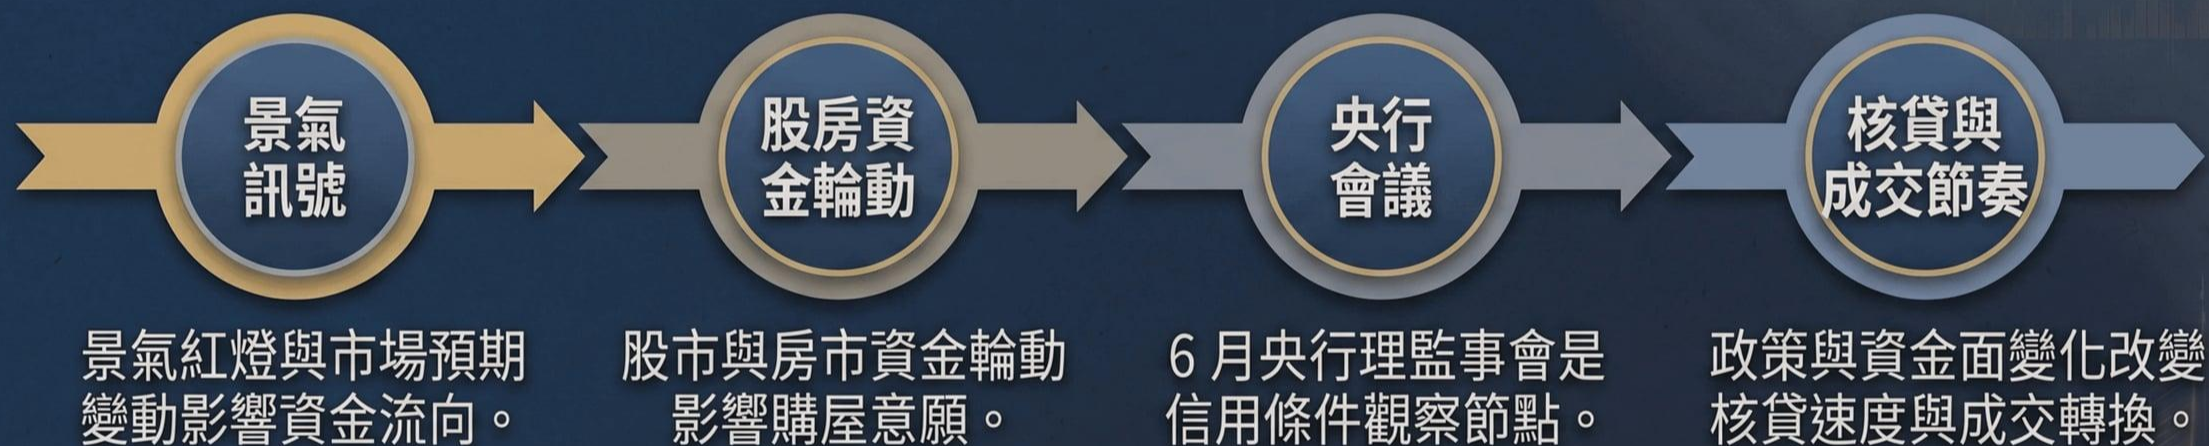 景氣
訊號
股房資
金輪動
央行
會議
核貸與
成交節奏
景氣紅燈與市場預期
變動影響資金流向。
股市與房市資金輪動
影響購屋意願。
6 月央行理監事會是
信用條件觀察節點。
政策與資金面變化改變
核貸速度與成交轉換。